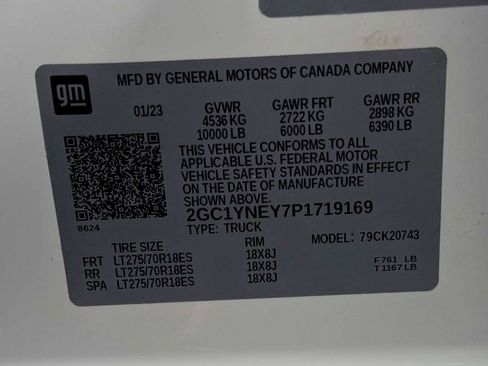 gm
MFD BY GENERAL MOTORS OF CANADA COMPANY
01/23 GVWR GAWR FRT GAWR RR
4536 KG 2722 KG 2898 KG
10000 LB 6000 LB 6390 LB
THIS VEHICLE CONFORMS TO ALL
APPLICABLE U.S. FEDERAL MOTOR
VEHICLE SAFETY STANDARDS IN EFFECT
ON THE DATE OF MANUFACTURE
SHOWN ABOVE.
8624
2GC1YNEY7P1719169
TYPE: TRUCK MODEL: 79CK20743
TIRE SIZE RIM
FRT LT275/70R18ES 18X8J
RR LT275/70R18ES 18X8J
SPA LT275/70R18ES 18X8J
F 761 LB
T 1167 LB